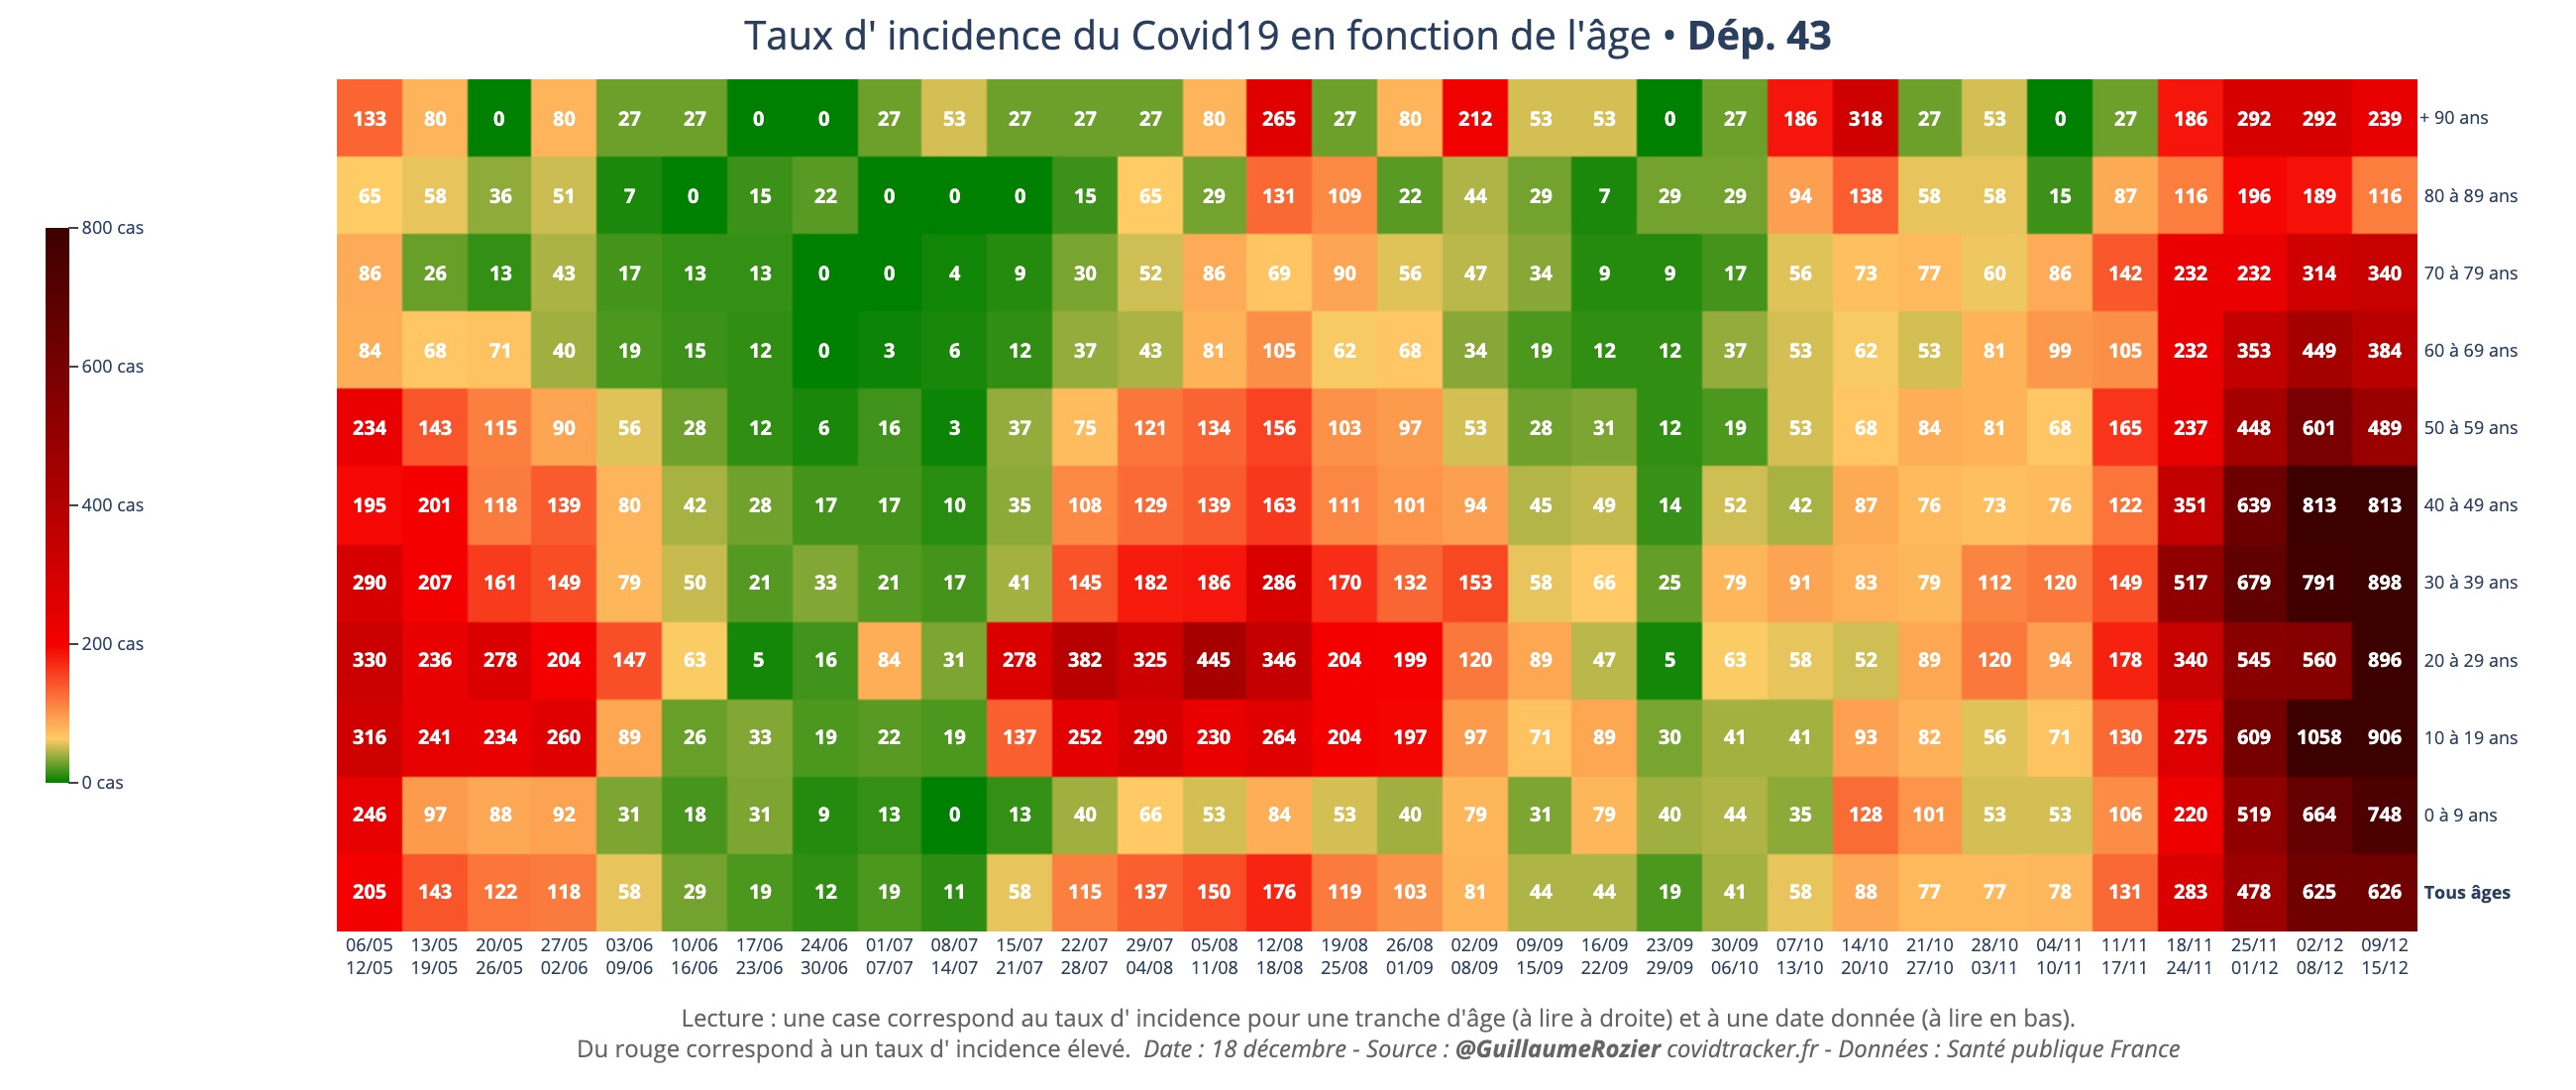 Taux d' incidence du Covid19 en fonction de l'âge • Dép. 43
133 80 0 80 27 27 0 0 27 53 27 27 27 80 265 27 80 212 53 53 0 27 186 318 27 53 0 27 186 292 292 239 + 90 ans
65 58 36 51 7 0 15 22 0 0 0 15 65 29 131 109 22 44 29 7 29 29 94 138 58 58 15 87 116 196 189 116 80 à 89 ans
800 cas
86 26 13 43 17 13 13 0 0 4 9 30 52 86 69 90 56 47 34 9 9 17 56 73 77 60 86 142 232 232 314 340 70 à 79 ans
84 68 71 40 19 15 12 0 3 6 12 37 43 81 105 62 68 34 19 12 12 37 53 62 53 81 99 105 232 353 449 384 60 à 69 ans
600 cas
234 143 115 90 56 28 12 6 16 3 37 75 121 134 156 103 97 53 28 31 12 19 53 68 84 81 68 165 237 448 601 489 50 à 59 ans
400 cas
195 201 118 139 80 42 28 17 17 10 35 108 129 139 163 111 101 94 45 49 14 52 42 87 76 73 76 122 351 639 813 813 40 à 49 ans
290 207 161 149 79 50 21 33 21 17 41 145 182 186 286 170 132 153 58 66 25 79 91 83 79 112 120 149 517 679 791 898 30 à 39 ans
200 cas
330 236 278 204 147 63 5 16 84 31 278 382 325 445 346 204 199 120 89 47 5 63 58 52 89 120 94 178 340 545 560 896 20 à 29 ans
316 241 234 260 89 26 33 19 22 19 137 252 290 230 264 204 197 97 71 89 30 41 41 93 82 56 71 130 275 609 1058 906 10 à 19 ans
0 cas
246 97 88 92 31 18 31 9 13 0 13 40 66 53 84 53 40 79 31 79 40 44 35 128 101 53 53 106 220 519 664 748 0 à 9 ans
205 143 122 118 58 29 19 12 19 11 58 115 137 150 176 119 103 81 44 44 19 41 58 88 77 77 78 131 283 478 625 626 Tous âges
06/05 13/05 20/05 27/05 03/06 10/06 17/06 24/06 01/07 08/07 15/07 22/07 29/07 05/08 12/08 19/08 26/08 02/09 09/09 16/09 23/09 30/09 07/10 14/10 21/10 28/10 04/11 11/11 18/11 25/11 02/12 09/12
12/05 19/05 26/05 02/06 09/06 16/06 23/06 30/06 07/07 14/07 21/07 28/07 04/08 11/08 18/08 25/08 01/09 08/09 15/09 22/09 29/09 06/10 13/10 20/10 27/10 03/11 10/11 17/11 24/11 01/12 08/12 15/12
Lecture : une case correspond au taux d' incidence pour une tranche d'âge (à lire à droite) et à une date donnée (à lire en bas).
Du rouge correspond à un taux d' incidence élevé. Date : 18 décembre - Source : @GuillaumeRozier covidtracker.fr - Données : Santé publique France